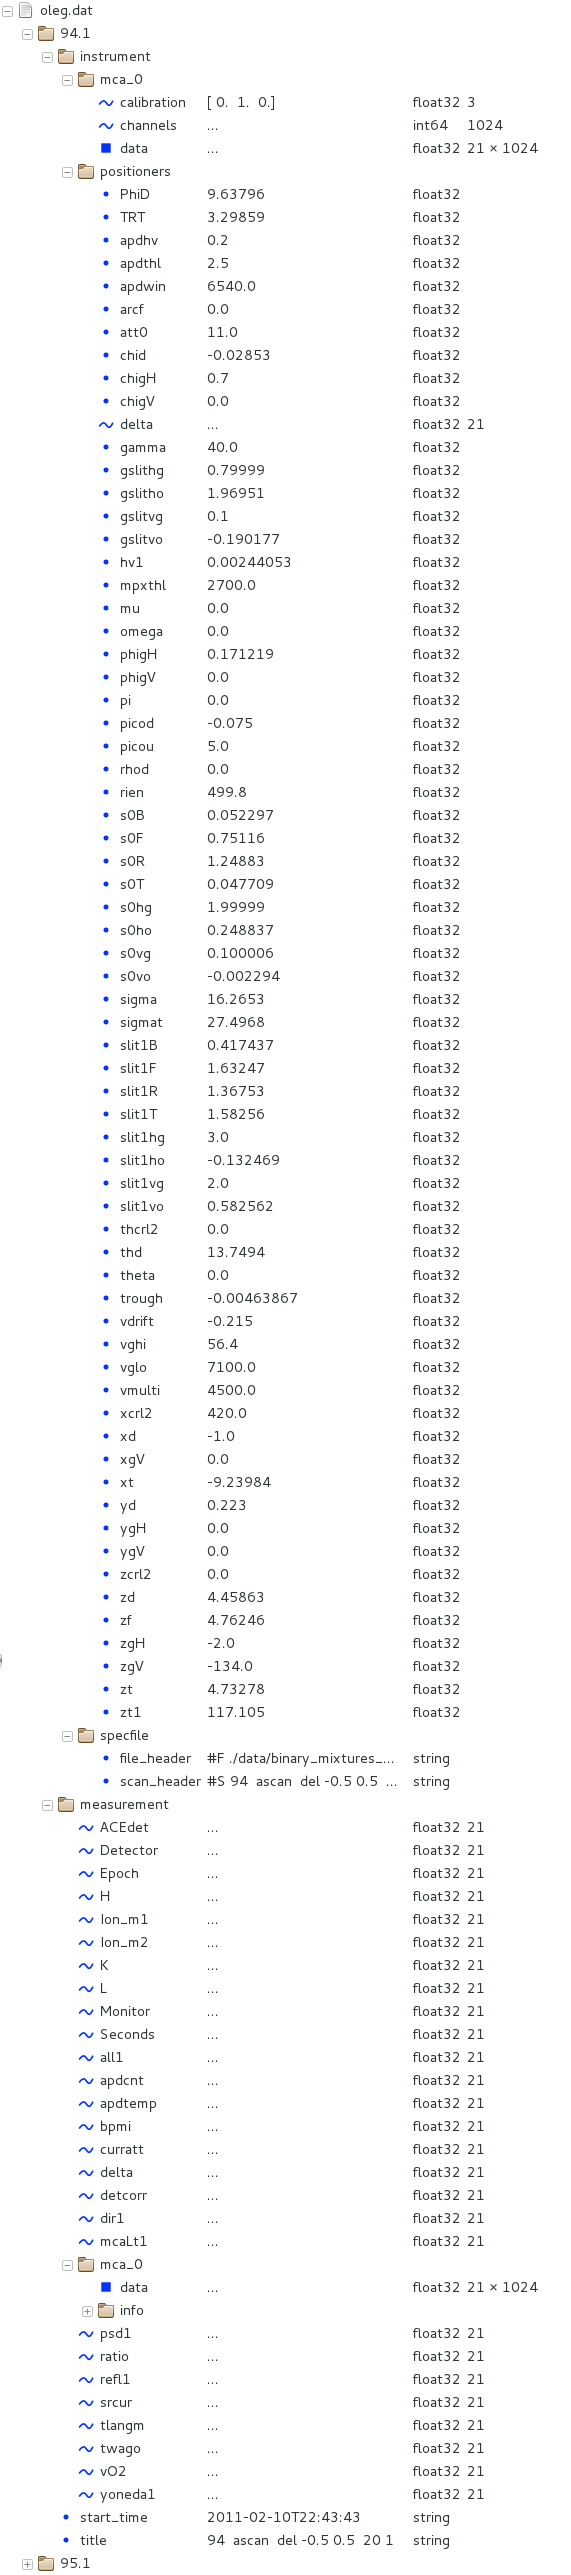 oleg.dat
94.1
instrument
mca_0
calibration [ 0. 1. 0.] float32 3
channels ... int64 1024
data ... float32 21 × 1024
positioners
PhiD 9.63796 float32
TRT 3.29859 float32
apdhv 0.2 float32
apdthl 2.5 float32
apdwin 6540.0 float32
arcf 0.0 float32
att0 11.0 float32
chid -0.02853 float32
chigH 0.7 float32
chigV 0.0 float32
delta ... float32 21
gamma 40.0 float32
gslithg 0.79999 float32
gslitho 1.96951 float32
gslitvg 0.1 float32
gslitvo -0.190177 float32
hv1 0.00244053 float32
mpxthl 2700.0 float32
mu 0.0 float32
omega 0.0 float32
phigH 0.171219 float32
phigV 0.0 float32
pi 0.0 float32
picod -0.075 float32
picou 5.0 float32
rhod 0.0 float32
rien 499.8 float32
s0B 0.052297 float32
s0F 0.75116 float32
s0R 1.24883 float32
s0T 0.047709 float32
s0hg 1.99999 float32
s0ho 0.248837 float32
s0vg 0.100006 float32
s0vo -0.002294 float32
sigma 16.2653 float32
sigmat 27.4968 float32
slit1B 0.417437 float32
slit1F 1.63247 float32
slit1R 1.36753 float32
slit1T 1.58256 float32
slit1hg 3.0 float32
slit1ho -0.132469 float32
slit1vg 2.0 float32
slit1vo 0.582562 float32
thcrl2 0.0 float32
thd 13.7494 float32
theta 0.0 float32
trough -0.00463867 float32
vdrift -0.215 float32
vghi 56.4 float32
vglo 7100.0 float32
vmulti 4500.0 float32
xcrl2 420.0 float32
xd -1.0 float32
xgV 0.0 float32
xt -9.23984 float32
yd 0.223 float32
ygH 0.0 float32
ygV 0.0 float32
zcrl2 0.0 float32
zd 4.45863 float32
zf 4.76246 float32
zgH -2.0 float32
zgV -134.0 float32
zt 4.73278 float32
zt1 117.105 float32
specfile
file_header #F ./data/binary_mixtures_... string
scan_header #S 94 ascan del -0.5 0.5 ... string
measurement
ACEdet ... float32 21
Detector ... float32 21
Epoch ... float32 21
H ... float32 21
Ion_m1 ... float32 21
Ion_m2 ... float32 21
K ... float32 21
L ... float32 21
Monitor ... float32 21
Seconds ... float32 21
all1 ... float32 21
apdcnt ... float32 21
apdtemp ... float32 21
bpmi ... float32 21
curratt ... float32 21
delta ... float32 21
detcorr ... float32 21
dir1 ... float32 21
mcaLt1 ... float32 21
mca_0
data ... float32 21 × 1024
info
psd1 ... float32 21
ratio ... float32 21
refl1 ... float32 21
srcur ... float32 21
tlangm ... float32 21
twago ... float32 21
vO2 ... float32 21
yoneda1 ... float32 21
start_time 2011-02-10T22:43:43 string
title 94 ascan del -0.5 0.5 20 1 string
95.1